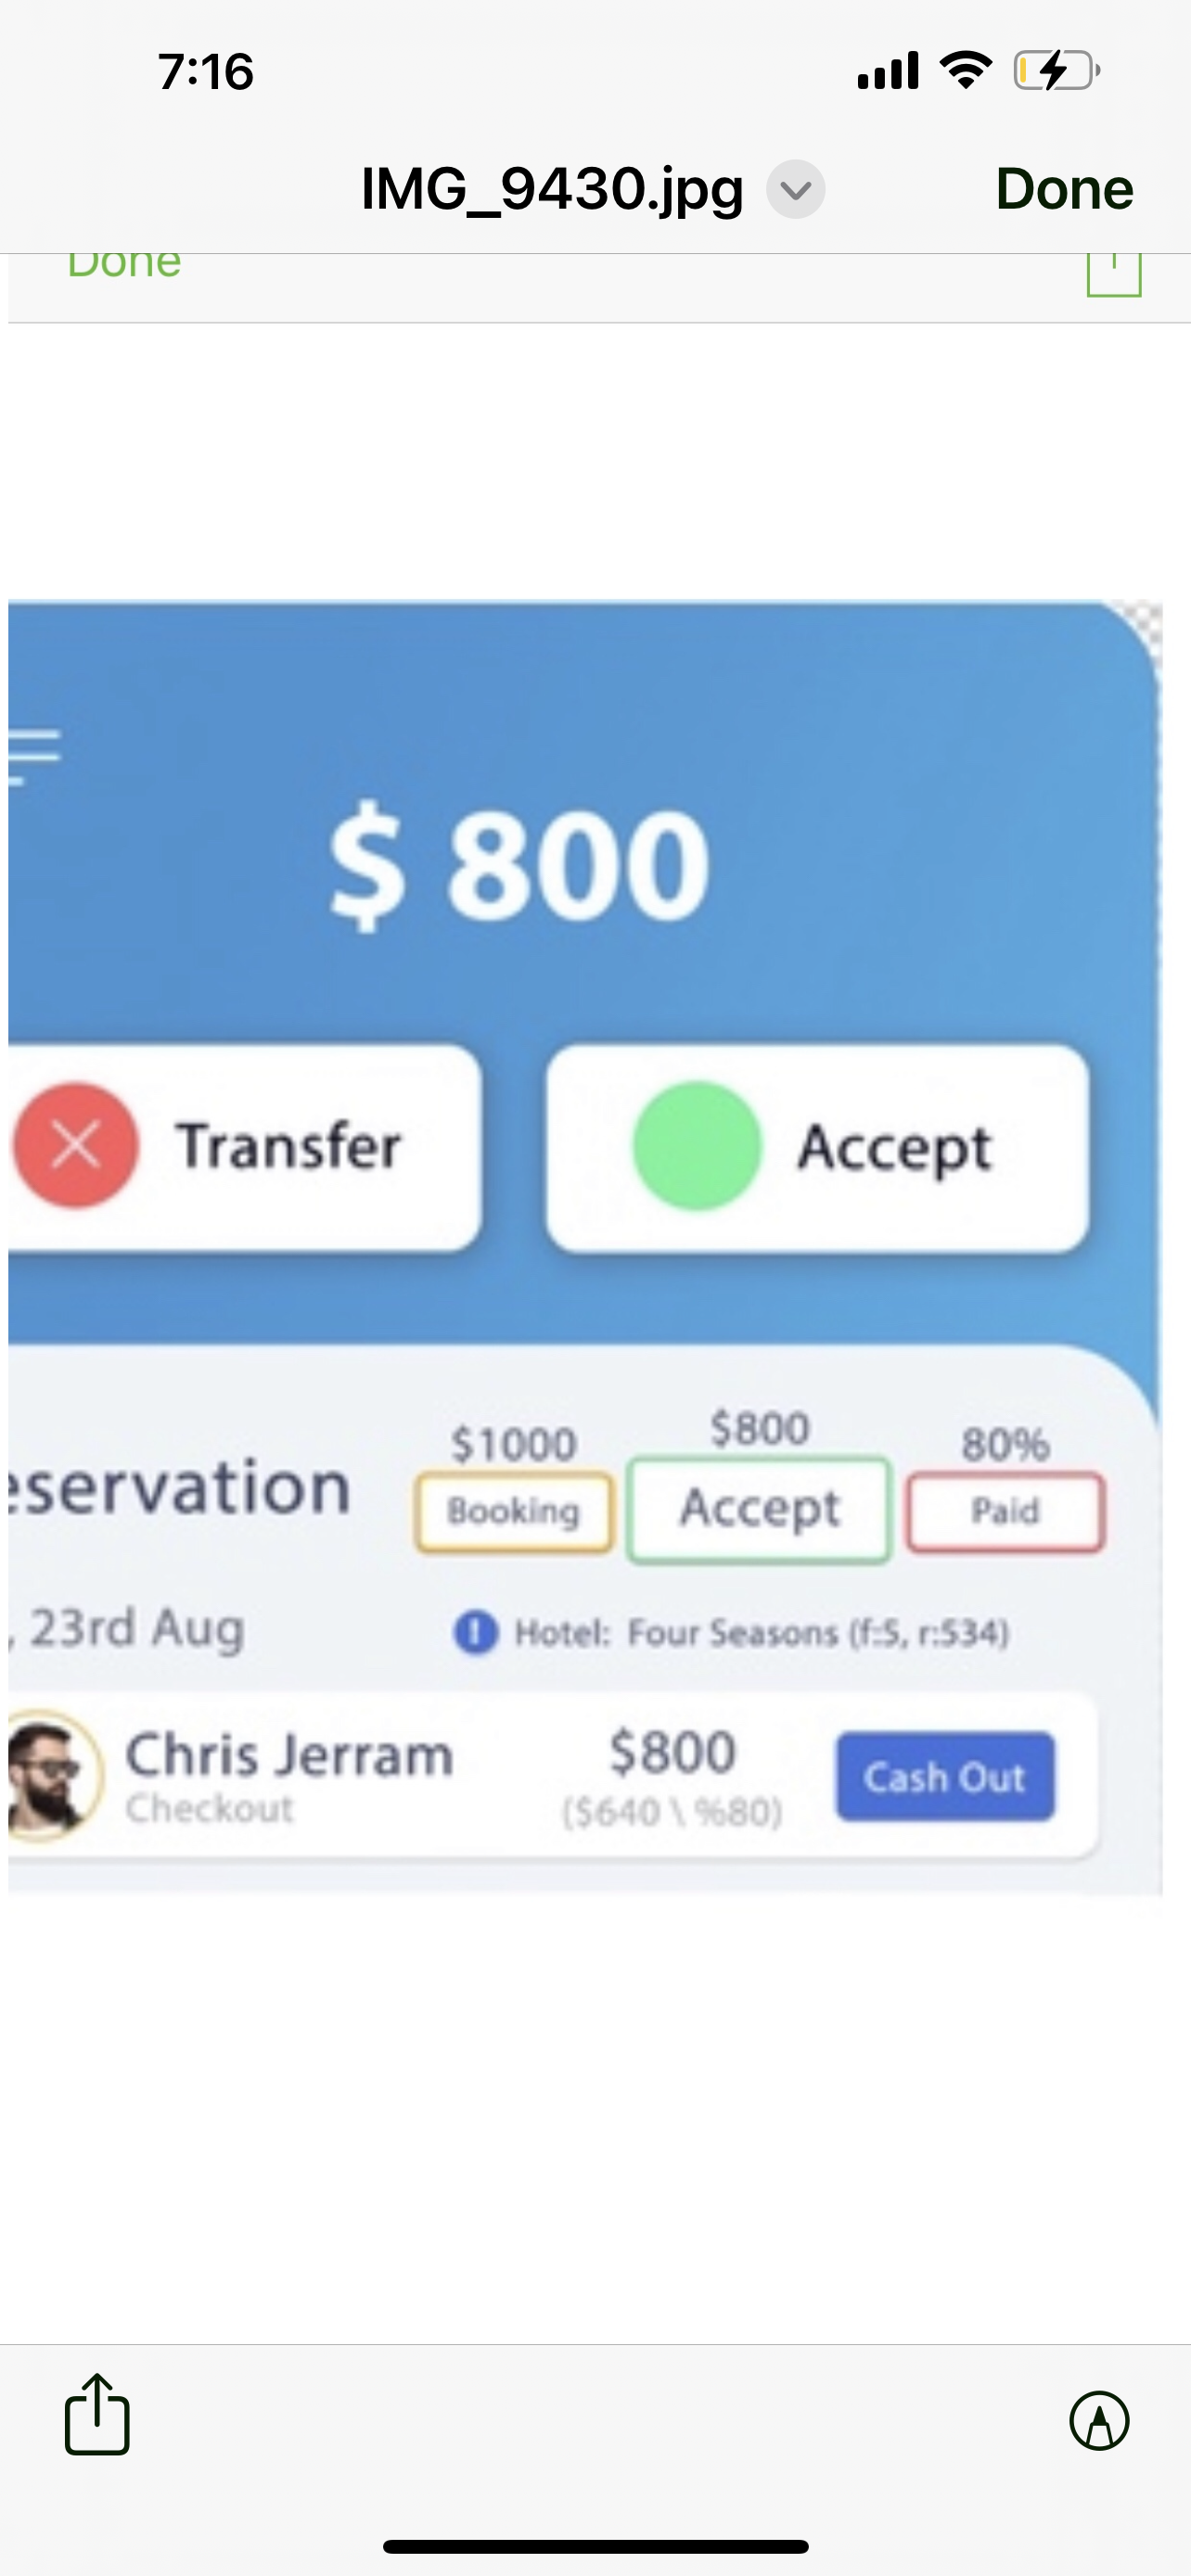 7:16
IMG_9430.jpg
Done
Done
$ 800
Transfer
Accept
$1000
$800
80%
eservation
Booking
Accept
Paid
, 23rd Aug
Hotel: Four Seasons (f:5, r:534)
Chris Jerram
$800
Cash Out
Checkout
($640 \ %80)